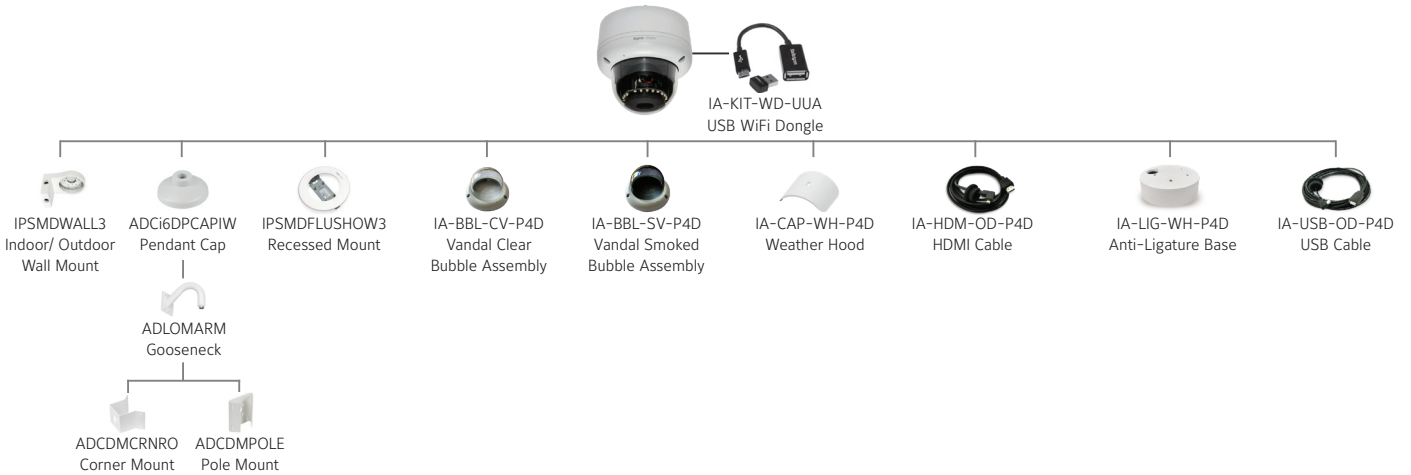 IA-KIT-WD-UUA
USB WiFi Dongle
IPSMDWALL3
Indoor/ Outdoor
Wall Mount
ADCi6DPCAPIW
Pendant Cap
IPSMDFLUSHOW3
Recessed Mount
IA-BBL-CV-P4D
Vandal Clear
Bubble Assembly
IA-BBL-SV-P4D
Vandal Smoked
Bubble Assembly
IA-CAP-WH-P4D
Weather Hood
IA-HDM-OD-P4D
HDMI Cable
IA-LIG-WH-P4D
Anti-Ligature Base
IA-USB-OD-P4D
USB Cable
ADLOMARM
Gooseneck
ADCDMCRNRO
Corner Mount
ADCDMPOLE
Pole Mount